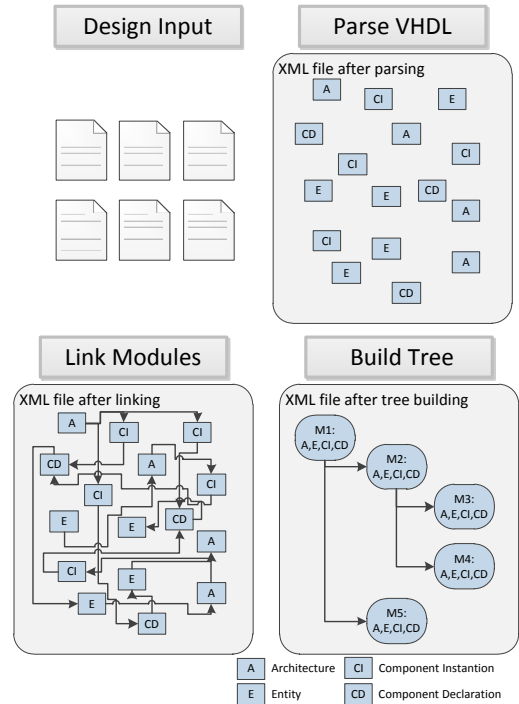 Design Input
Parse VHDL
XML file after parsing
A
CI
E
CD
A
CI
CI
E
E
CD
A
CI
E
A
E
CD
Link Modules
Build Tree
XML file after linking
A
CI
CI
CD
A
CI
CI
E
E
CD
A
CI
E
A
E
CD
XML file after tree building
M1:
A,E,CI,CD
M2:
A,E,CI,CD
M3:
A,E,CI,CD
M4:
A,E,CI,CD
M5:
A,E,CI,CD
A Architecture CI Component Instantion
E Entity CD Component Declaration